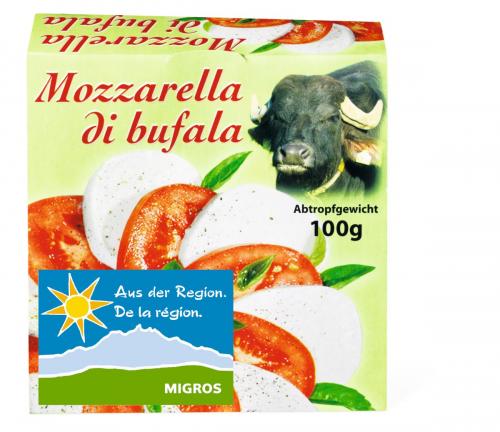 Mozzarella
di bufala
Mozzarella
di bufala
Abtropfgewicht
100g
Aus der Region.
De la région.
MIGROS